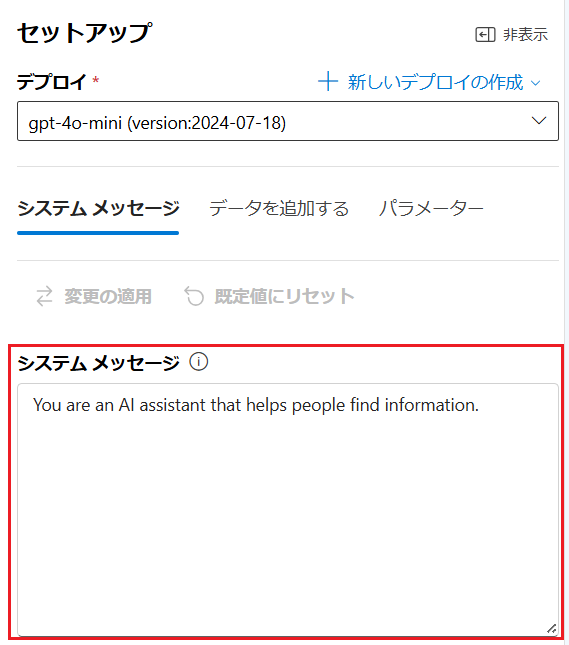 セットアップ
非表示
デプロイ *
新しいデプロイの作成
gpt-4o-mini (version:2024-07-18)
システム メッセージ データを追加する パラメーター
変更の適用 既定値にリセット
システム メッセージ
You are an AI assistant that helps people find information.